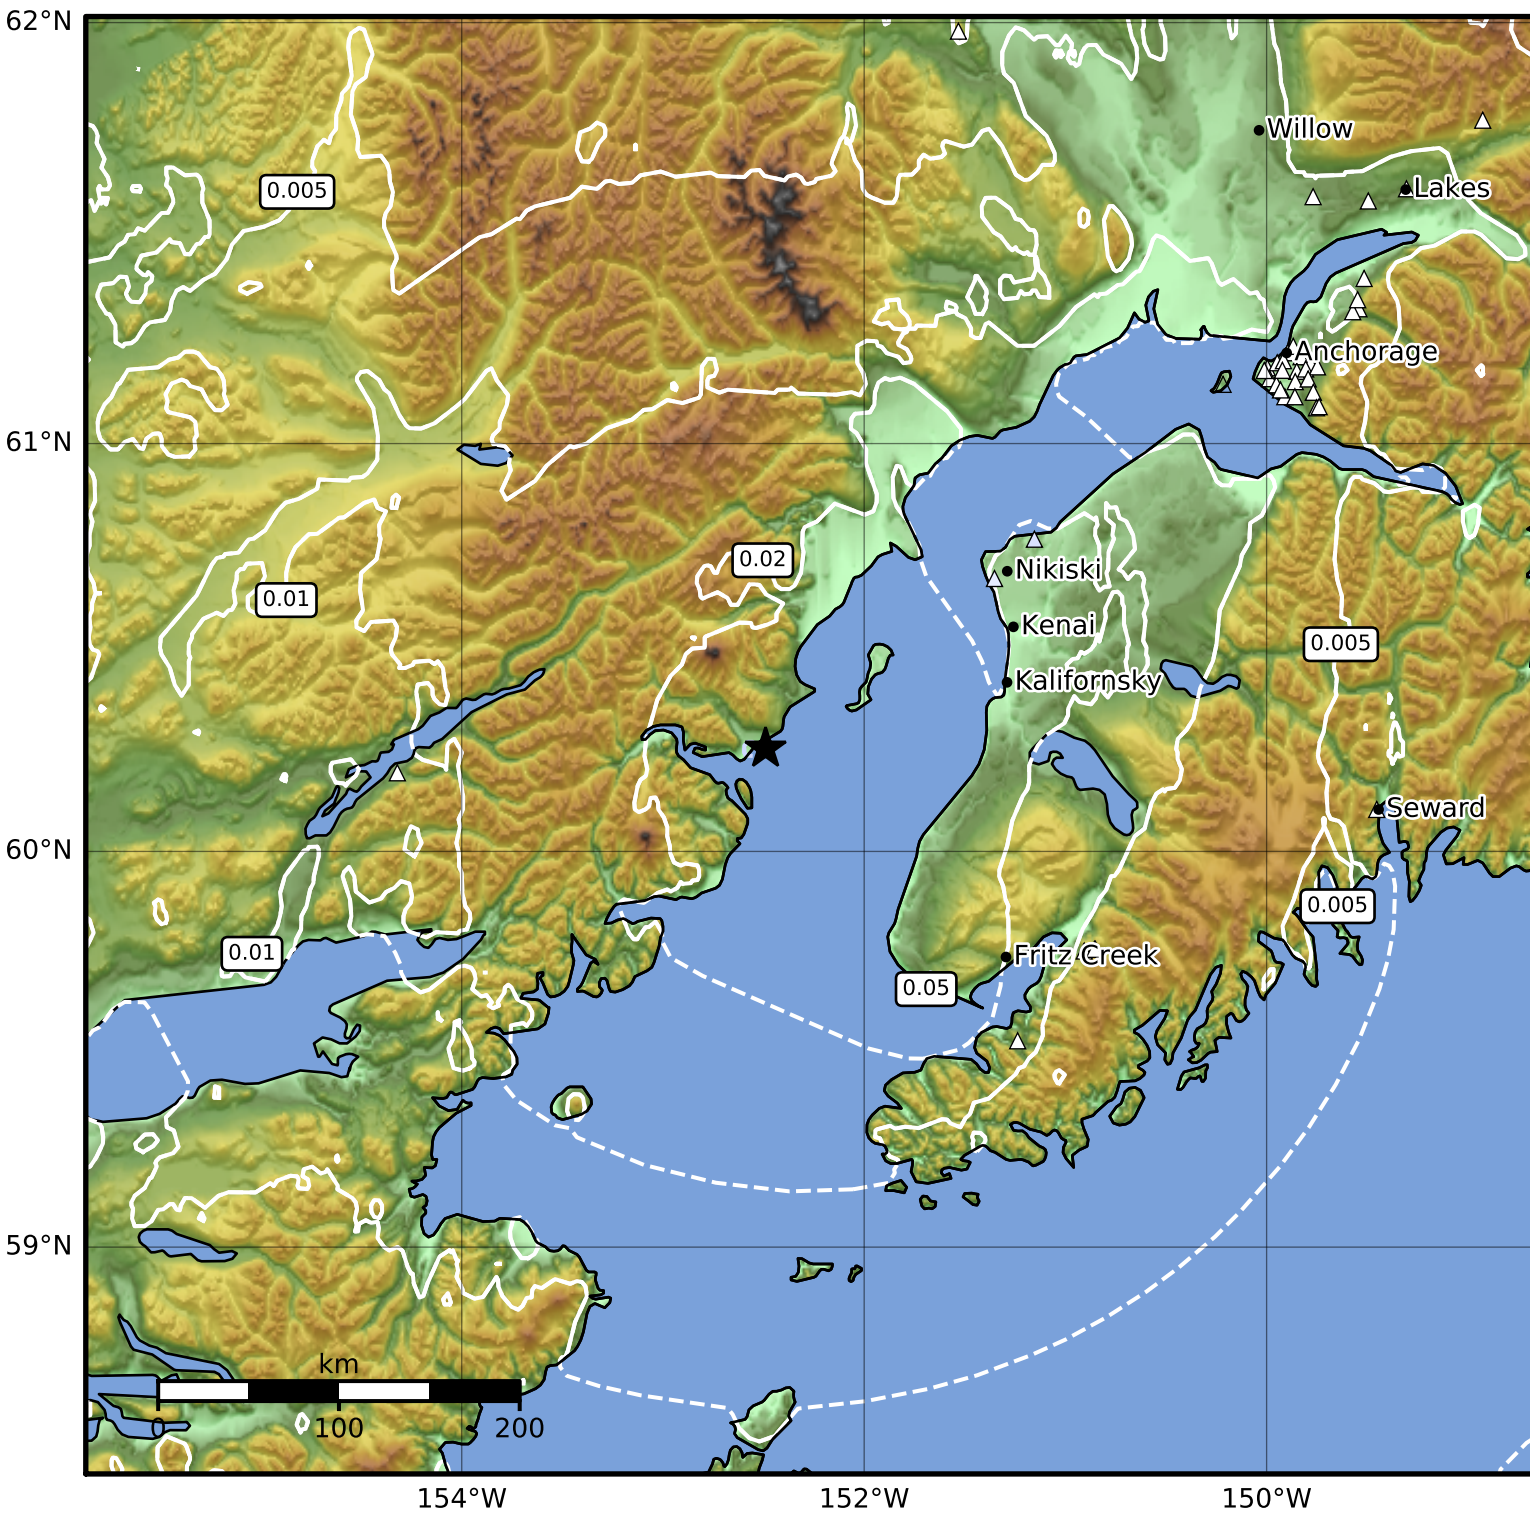 62°N
Willow
0.005
Lakes
Anchorage
61°N
0.02
Nikiski
0.01
Kenai
0.005
Kalifornsky
Seward
60°N
0.005
0.01
Fritz Creek
0.05
59°N
km
0 100 200
154°W 152°W 150°W